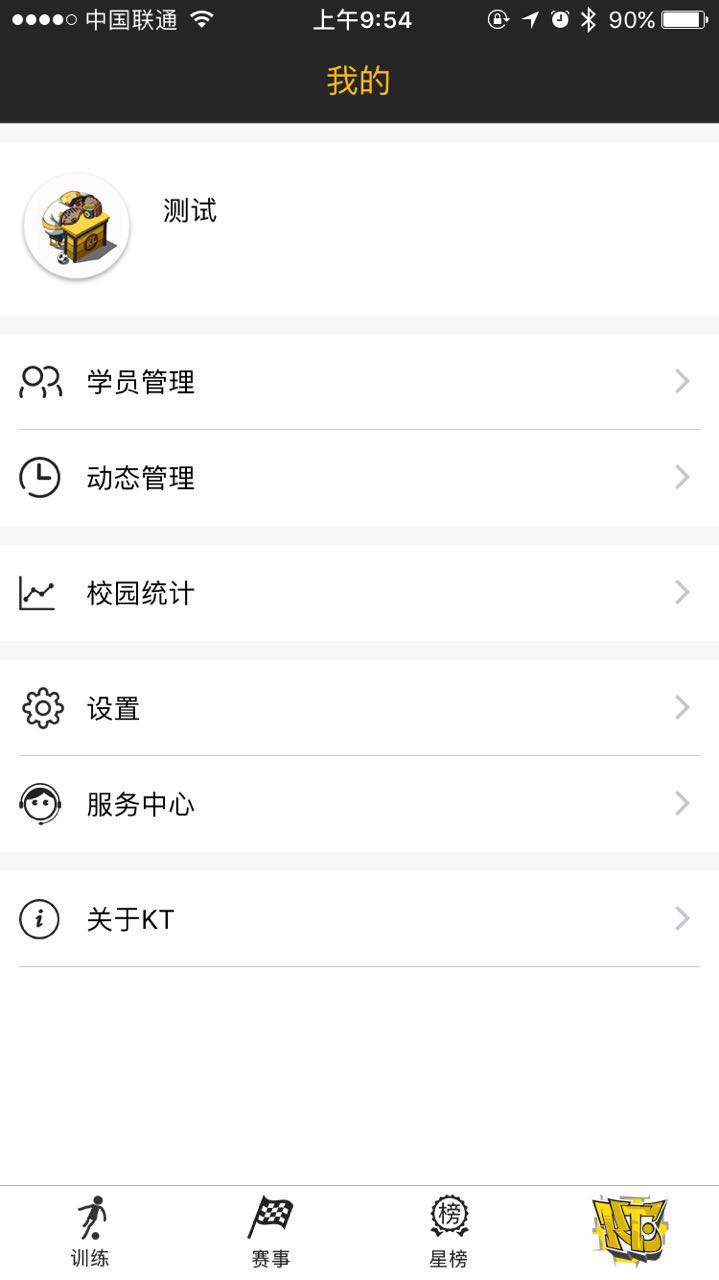 中国联通 上午9:54 90%
我的
测试
学员管理
动态管理
校园统计
设置
服务中心
关于KT
榜
训练 赛事 星榜